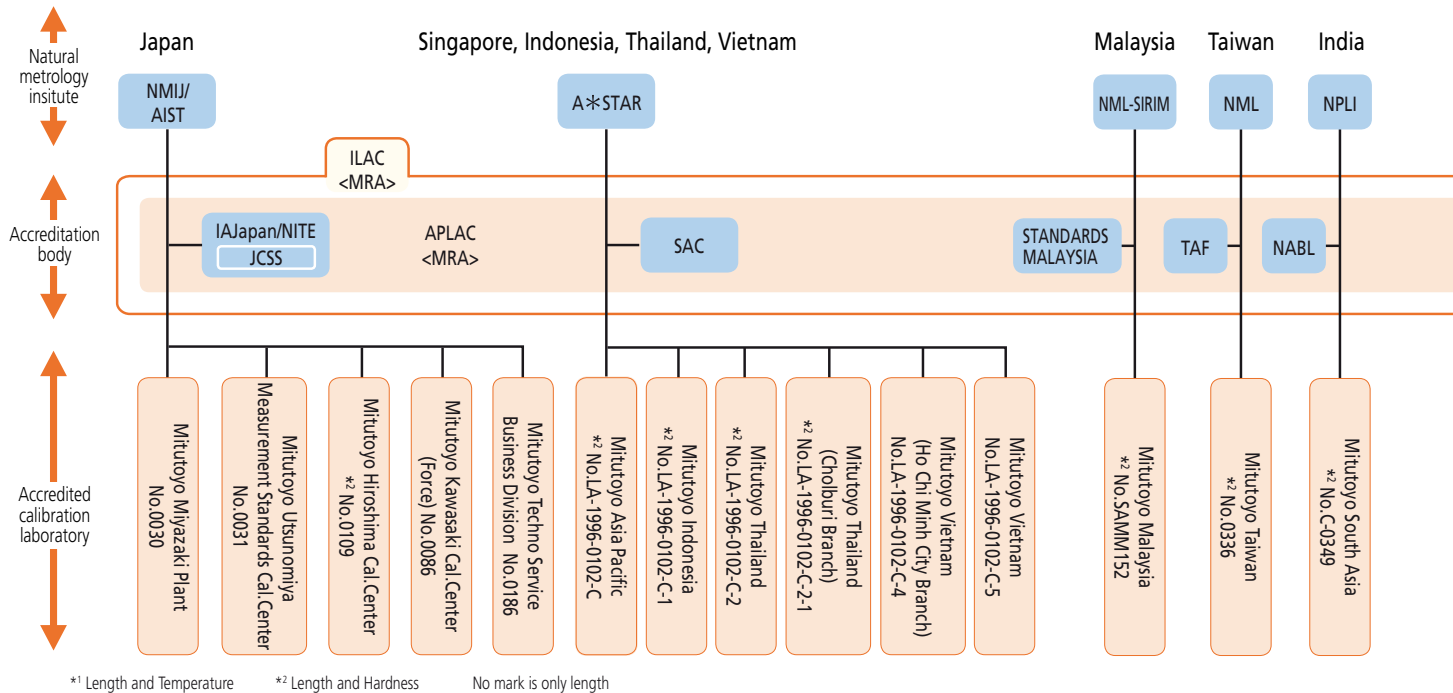 Natural
metrology
insitute
Japan
Singapore, Indonesia, Thailand, Vietnam
Malaysia
Taiwan
India
NMIJ/
AIST
A＊STAR
NML-SIRIM
NML
NPLI
ILAC
<MRA>
Accreditation
body
IAJapan/NITE
JCSS
APLAC
<MRA>
SAC
STANDARDS
MALAYSIA
TAF
NABL
Accredited
calibration
laboratory
Mitutoyo Miyazaki Plant
No.0030
Mitutoyo Utsunomiya
Measurement Standards Cal.Center
No.0031
Mitutoyo Hiroshima Cal.Center
*2 No.0109
Mitutoyo Kawasaki Cal.Center
(Force) No.0086
Mitutoyo Techno Service
Business Division No.0186
Mitutoyo Asia Pacific
*2 No.LA-1996-0102-C
Mitutoyo Indonesia
*2 No.LA-1996-0102-C-1
Mitutoyo Thailand
*2 No.LA-1996-0102-C-2
Mitutoyo Thailand
(Cholburi Branch)
*2 No.LA-1996-0102-C-2-1
Mitutoyo Vietnam
(Ho Chi Minh City Branch)
No.LA-1996-0102-C-4
Mitutoyo Vietnam
No.LA-1996-0102-C-5
Mitutoyo Malaysia
*2 No.SAMM152
Mitutoyo Taiwan
*2 No.0336
Mitutoyo South Asia
*2 No.C-0349
*1 Length and Temperature
*2 Length and Hardness
No mark is only length